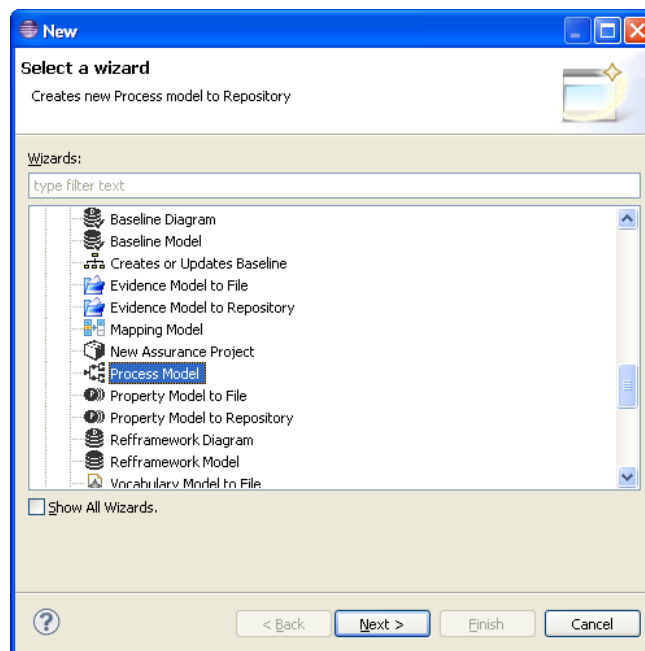 New
Select a wizard
Creates new Process model to Repository
Wizards:
type filter text
Baseline Diagram
Baseline Model
Creates or Updates Baseline
Evidence Model to File
Evidence Model to Repository
Mapping Model
New Assurance Project
Process Model
Property Model to File
Property Model to Repository
Refframework Diagram
Refframework Model
Vocabulary Model to File
Show All Wizards.
< Back Next > Finish Cancel